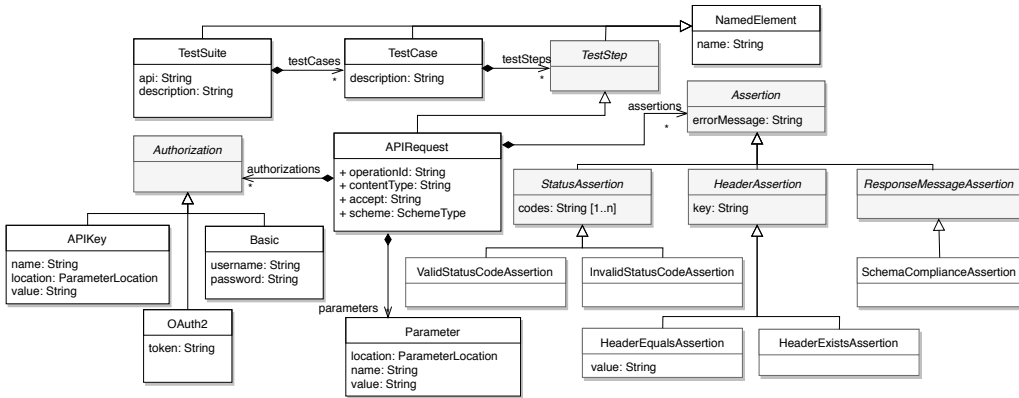 NamedElement
name: String
TestSuite
api: String
description: String
testCases
*
TestCase
description: String
testSteps
*
TestStep
Assertion
errorMessage: String
assertions
*
Authorization
authorizations
*
APIRequest
+ operationId: String
+ contentType: String
+ accept: String
+ scheme: SchemeType
StatusAssertion
codes: String [1..n]
HeaderAssertion
key: String
ResponseMessageAssertion
APIKey
name: String
location: ParameterLocation
value: String
Basic
username: String
password: String
ValidStatusCodeAssertion
InvalidStatusCodeAssertion
SchemaComplianceAssertion
OAuth2
token: String
parameters
Parameter
location: ParameterLocation
name: String
value: String
HeaderEqualsAssertion
value: String
HeaderExistsAssertion